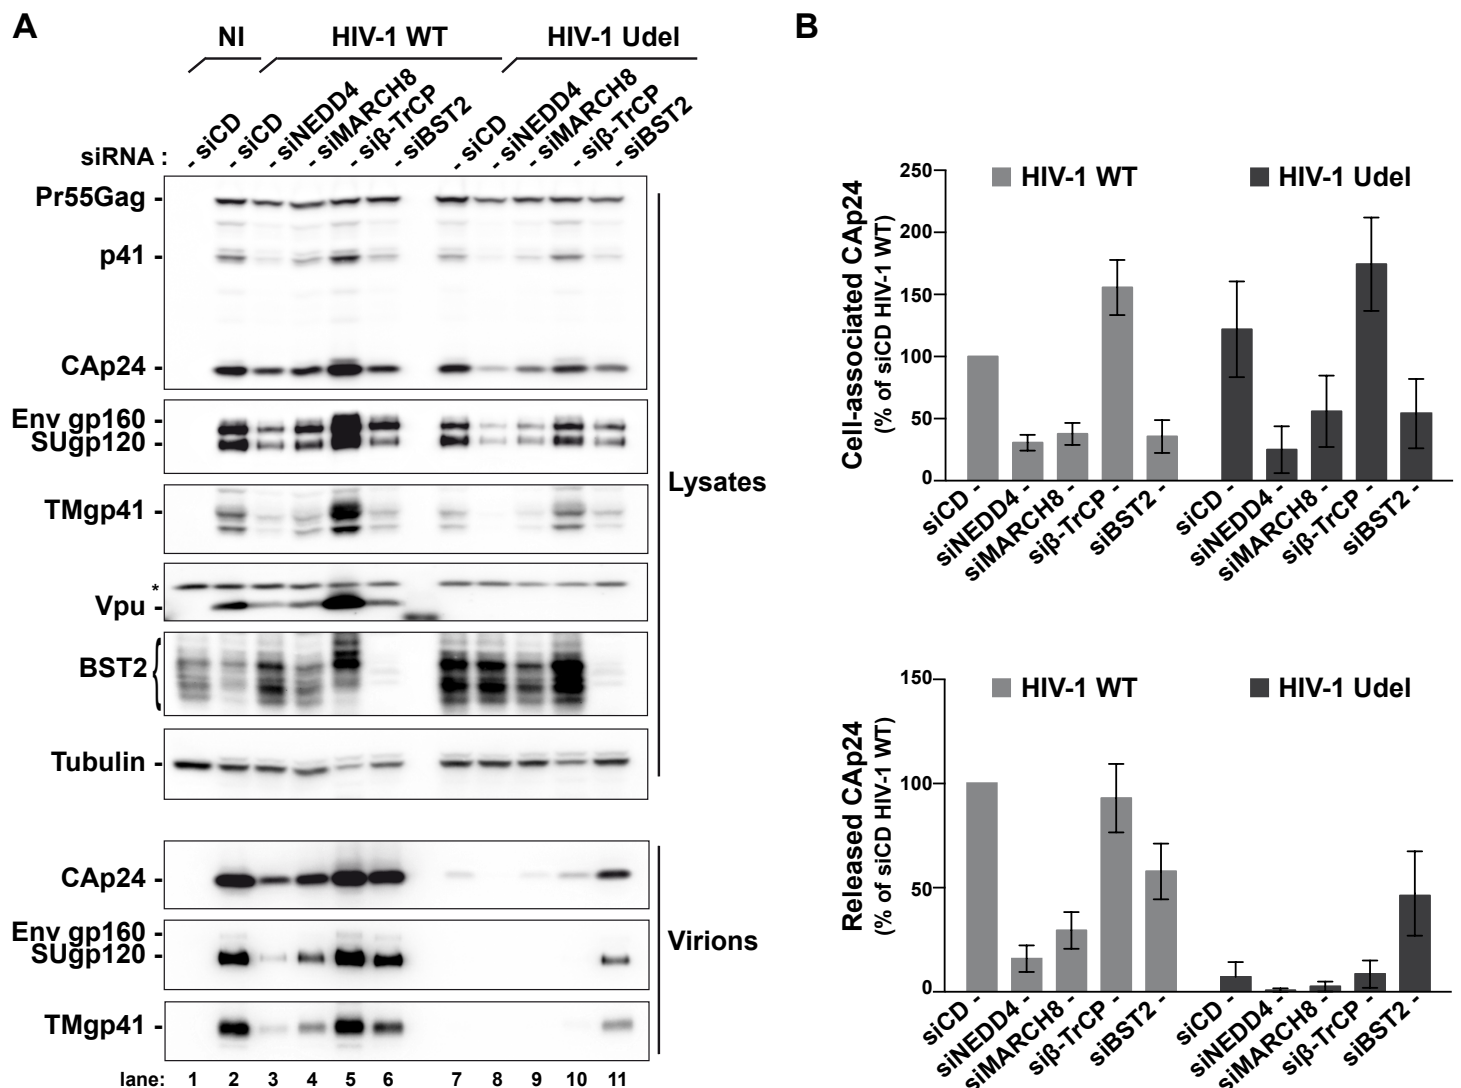 A
NI
HIV-1 WT
HIV-1 Udel
siRNA :
- siCD
- siCD
- siNEDD4
- siMARCH8
- siβ-TrCP
- siBST2
- siCD
- siNEDD4
- siMARCH8
- siβ-TrCP
- siBST2
Pr55Gag -
p41 -
CAp24 -
Env gp160 -
SUgp120 -
TMgp41 -
*
Vpu -
BST2
Tubulin -
Lysates
CAp24 -
Env gp160 -
SUgp120 -
TMgp41 -
Virions
lane: 1 2 3 4 5 6 7 8 9 10 11
B
HIV-1 WT
HIV-1 Udel
Cell-associated CAp24
(% of siCD HIV-1 WT)
250
200
150
100
50
0
siCD -
siNEDD4 -
siMARCH8 -
siβ-TrCP -
siBST2 -
siCD -
siNEDD4 -
siMARCH8 -
siβ-TrCP -
siBST2 -
HIV-1 WT
HIV-1 Udel
Released CAp24
(% of siCD HIV-1 WT)
150
100
50
0
siCD -
siNEDD4 -
siMARCH8 -
siβ-TrCP -
siBST2 -
siCD -
siNEDD4 -
siMARCH8 -
siβ-TrCP -
siBST2 -